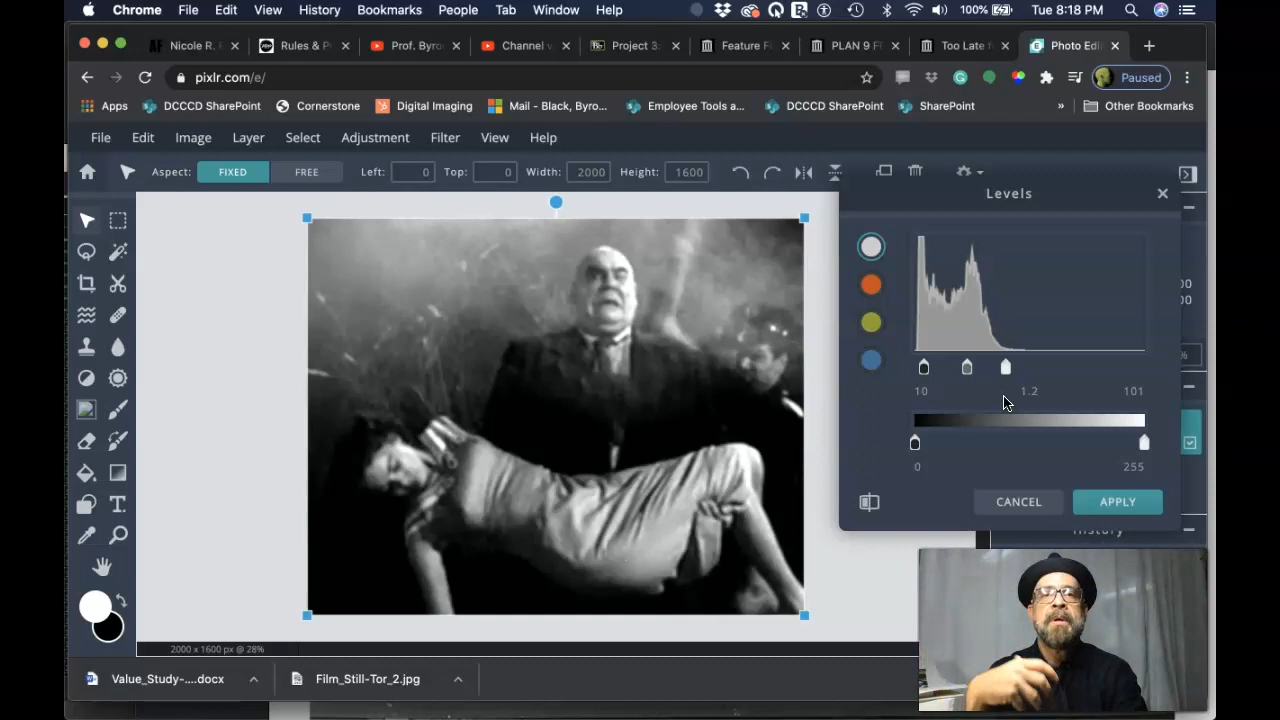 Chrome File Edit View History Bookmarks People Tab Window Help 100% Tue 8:18 PM
Nicole R. F Rules & P Prof. Byro Channel v Project 3: Feature Fi PLAN 9 F Too Late f Photo Edi
pixlr.com/e/ Paused
Apps DCCCD SharePoint Cornerstone Digital Imaging Mail - Black, Byro... Employee Tools a... DCCCD SharePoint SharePoint » Other Bookmarks
File Edit Image Layer Select Adjustment Filter View Help
Aspect: FIXED FREE Left: 0 Top: 0 Width: 2000 Height: 1600
Levels
00
00
%
10 1.2 101
0 255
CANCEL APPLY
History
2000 x 1600 px @ 28%
Value_Study-....docx Film_Still-Tor_2.jpg